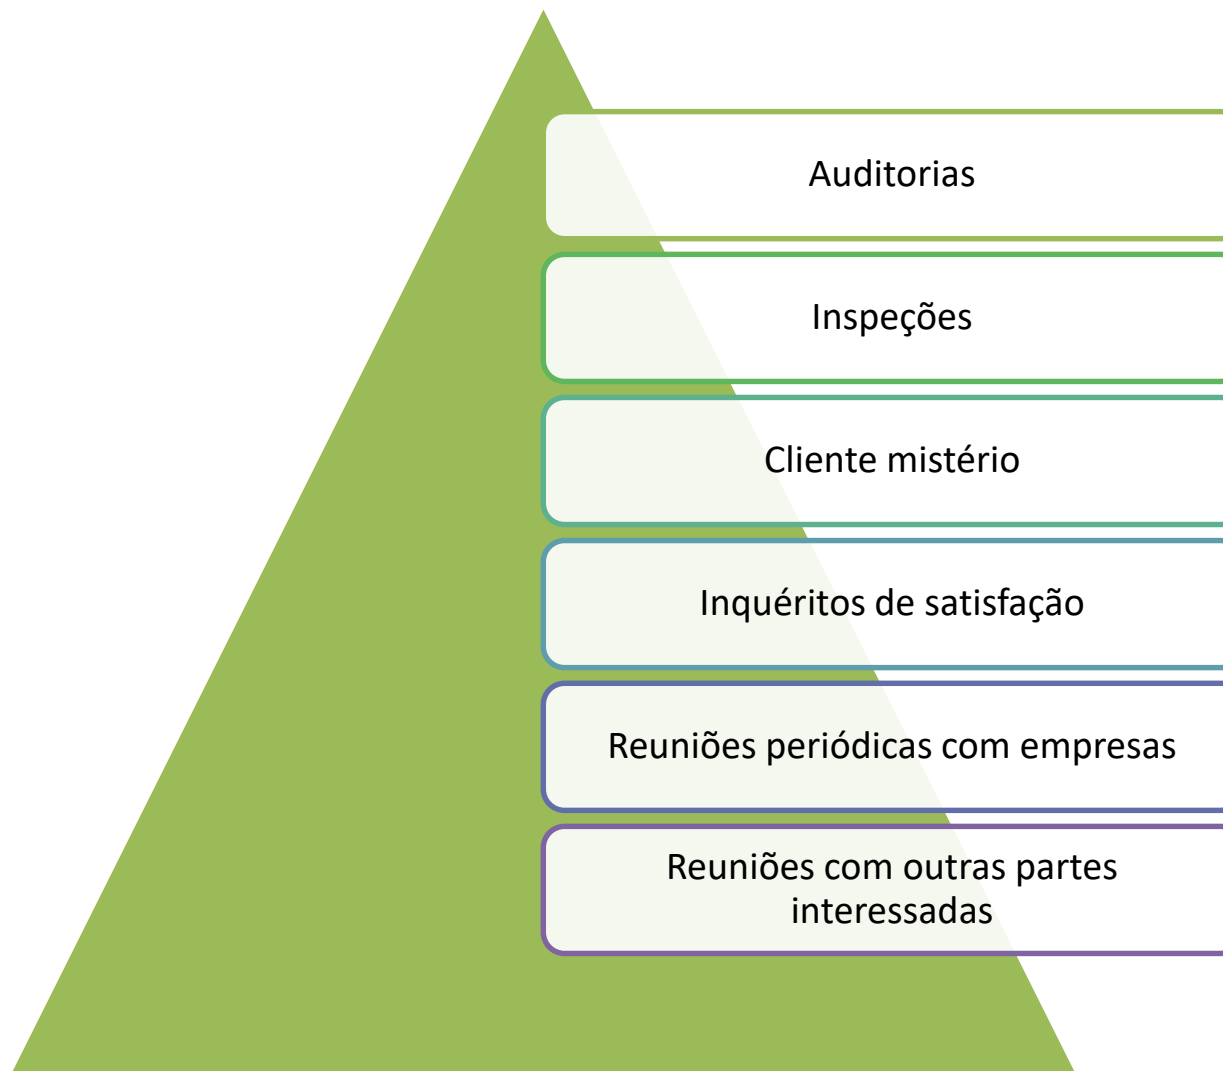 Auditorias
Inspeções
Cliente mistério
Inquéritos de satisfação
Reuniões periódicas com empresas
Reuniões com outras partes
interessadas